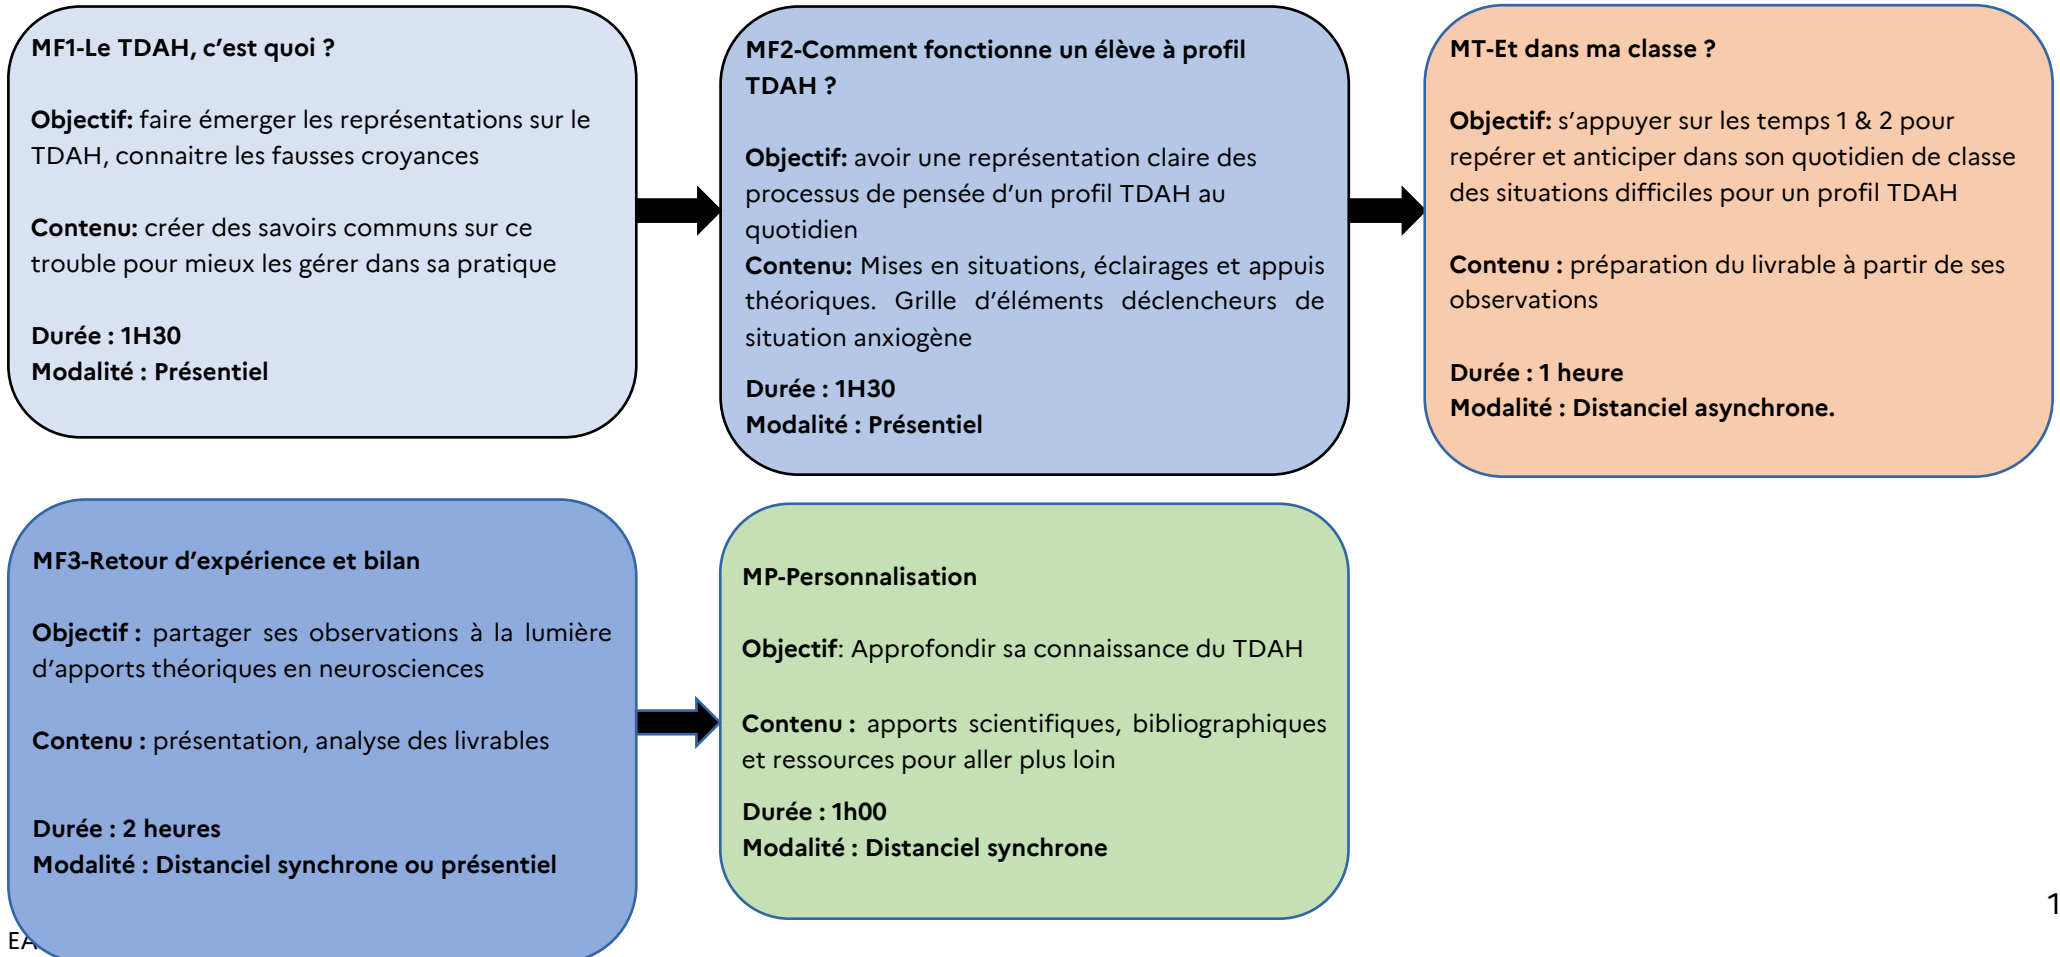 MF1-Le TDAH, c’est quoi ?
Objectif: faire émerger les représentations sur le
TDAH, connaitre les fausses croyances
Contenu: créer des savoirs communs sur ce
trouble pour mieux les gérer dans sa pratique
Durée : 1H30
Modalité : Présentiel
MF2-Comment fonctionne un élève à profil
TDAH ?
Objectif: avoir une représentation claire des
processus de pensée d’un profil TDAH au
quotidien
Contenu: Mises en situations, éclairages et appuis
théoriques. Grille d’éléments déclencheurs de
situation anxiogène
Durée : 1H30
Modalité : Présentiel
MT-Et dans ma classe ?
Objectif: s’appuyer sur les temps 1 & 2 pour
repérer et anticiper dans son quotidien de classe
des situations difficiles pour un profil TDAH
Contenu : préparation du livrable à partir de ses
observations
Durée : 1 heure
Modalité : Distanciel asynchrone.
MF3-Retour d’expérience et bilan
Objectif : partager ses observations à la lumière
d’apports théoriques en neurosciences
Contenu : présentation, analyse des livrables
Durée : 2 heures
Modalité : Distanciel synchrone ou présentiel
MP-Personnalisation
Objectif: Approfondir sa connaissance du TDAH
Contenu : apports scientifiques, bibliographiques
et ressources pour aller plus loin
Durée : 1h00
Modalité : Distanciel synchrone
1